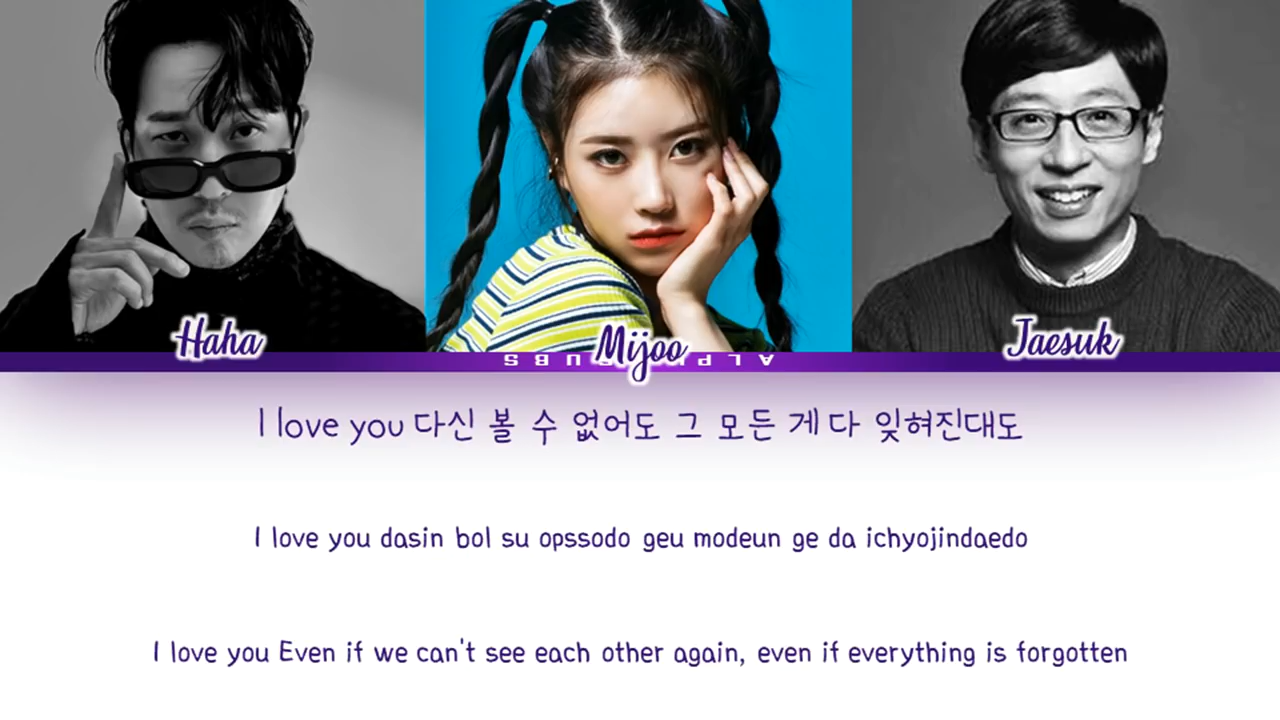 Haha
Mijoo
Jaesuk
I love you 다신 볼 수 없어도 그 모든 게 다 잊혀진대도
I love you dasin bol su opssodo geu modeun ge da ichyojindaedo
I love you Even if we can't see each other again, even if everything is forgotten